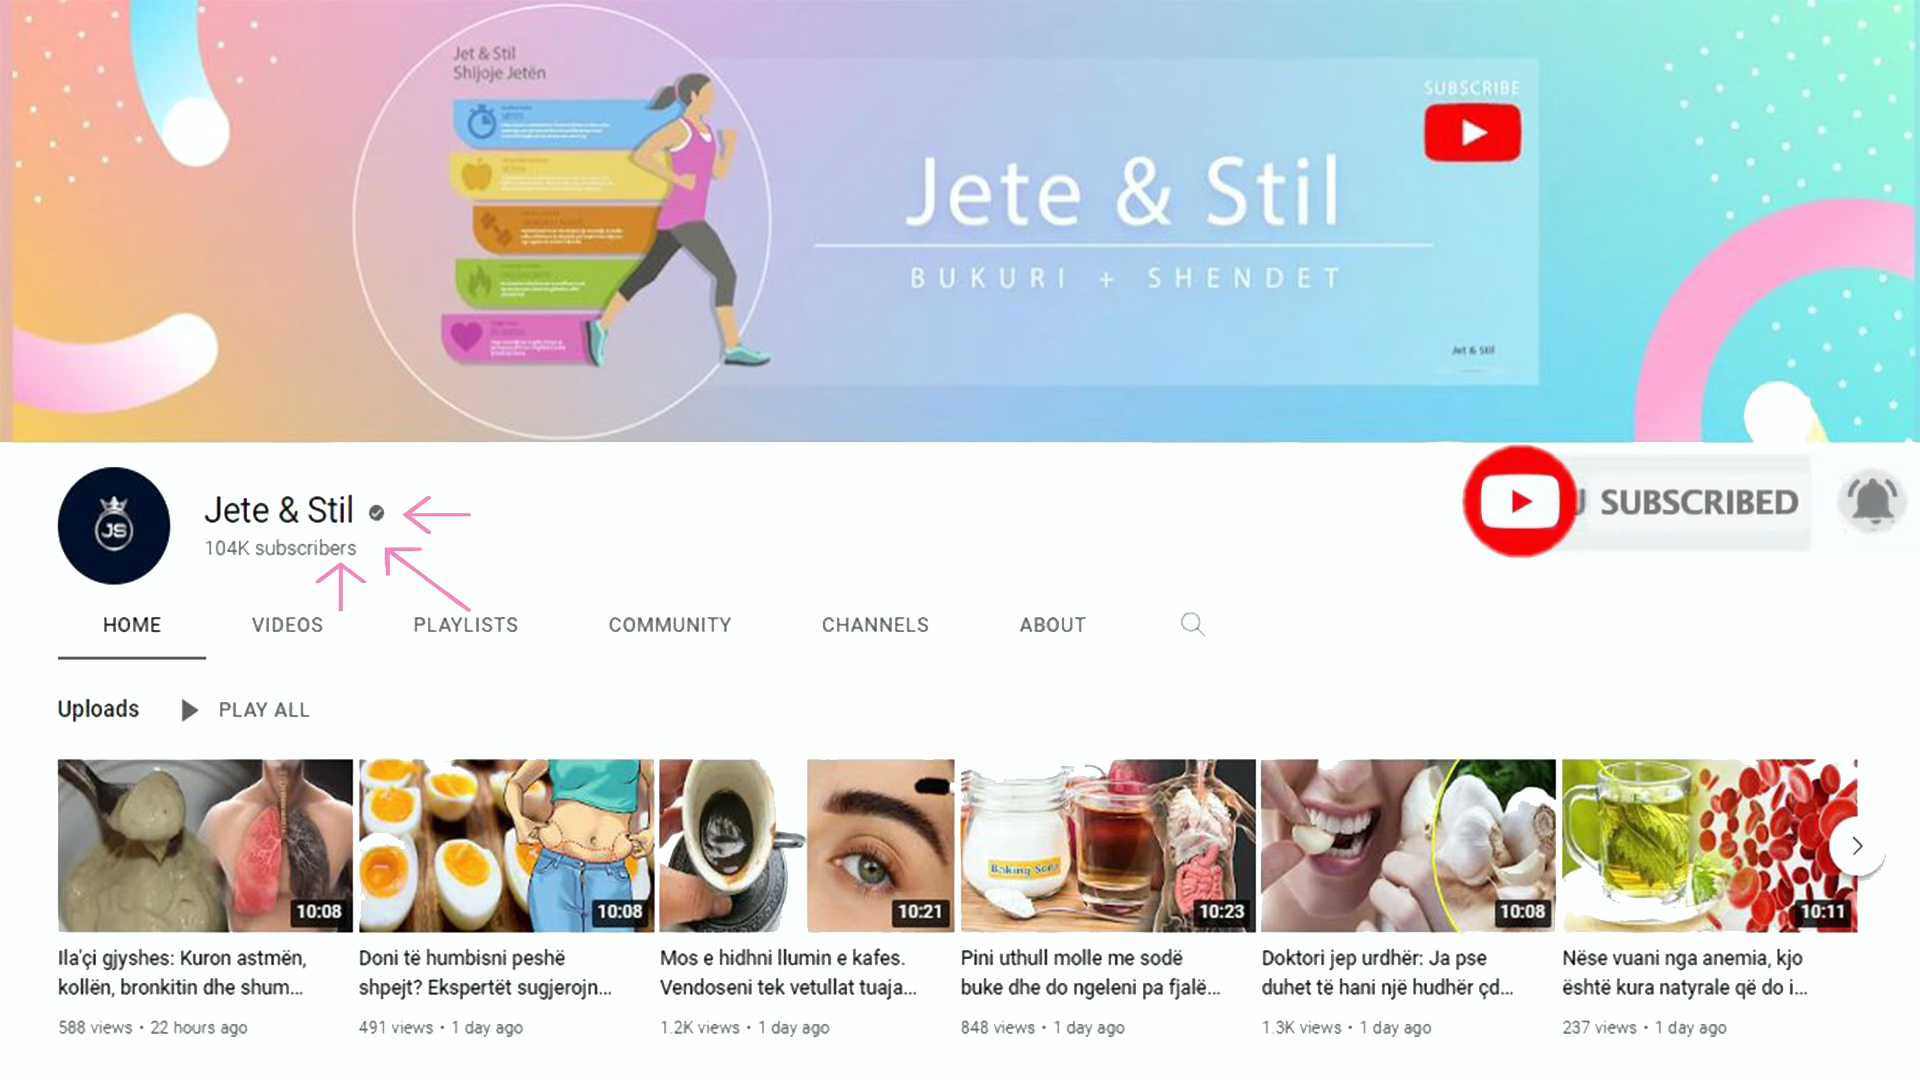 Jet & Stil
Shijoje Jetën
SUBSCRIBE
Jete & Stil
BUKURI + SHENDET
Jet & Stil
JS
Jete & Stil
104K subscribers
SUBSCRIBED
HOME VIDEOS PLAYLISTS COMMUNITY CHANNELS ABOUT
Uploads PLAY ALL
Baking Soda
10:08 10:08 10:21 10:23 10:08 10:11
Ila'çi gjyshes: Kuron astmën,
kollën, bronkitin dhe shum...
588 views • 22 hours ago
Doni të humbisni peshë
shpejt? Ekspertët sugjerojn...
491 views • 1 day ago
Mos e hidhni llumin e kafes.
Vendoseni tek vetullat tuaja...
1.2K views • 1 day ago
Pini uthull molle me sodë
buke dhe do ngeleni pa fjalë...
848 views • 1 day ago
Doktori jep urdhër: Ja pse
duhet të hani një hudhër çd...
1.3K views • 1 day ago
Nëse vuani nga anemia, kjo
është kura natyrale që do i...
237 views • 1 day ago